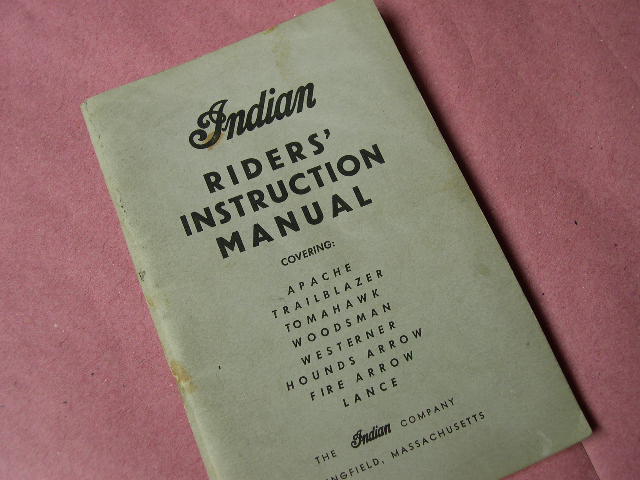 Indian
RIDERS'
INSTRUCTION
MANUAL
COVERING:
APACHE
TRAILBLAZER
TOMAHAWK
WOODSMAN
WESTERNER
HOUNDS ARROW
FIRE ARROW
LANCE
THE Indian COMPANY
MASSACHUSETTS